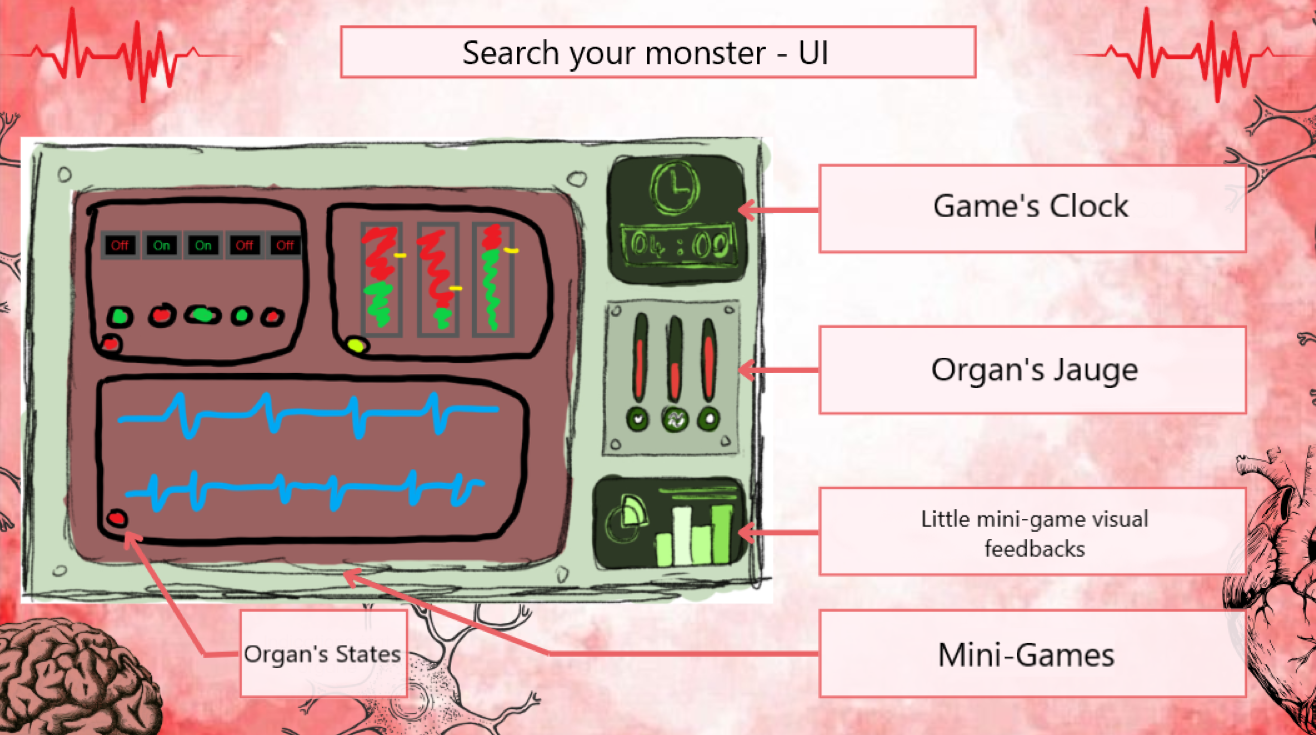 Search your monster - UI
Off On On Off Off
04:00
Game's Clock
Organ's Jauge
Little mini-game visual
feedbacks
Organ's States
Mini-Games